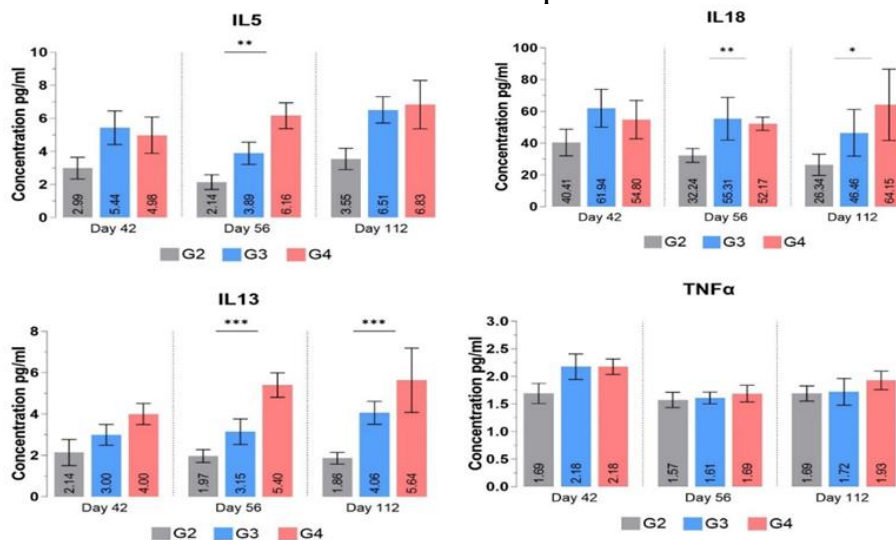 IL5
**
10
8
6
4
2
0
Concentration pg/ml
2.99
5.44
4.98
2.14
3.89
6.16
3.55
6.51
6.83
Day 42
Day 56
Day 112
G2 G3 G4
IL18
** *
100
80
60
40
20
0
Concentration pg/ml
40.41
61.94
54.80
32.24
55.31
52.17
26.34
46.46
64.15
Day 42
Day 56
Day 112
G2 G3 G4
IL13
*** ***
8
6
4
2
0
Concentration pg/ml
2.14
3.00
4.00
1.97
3.15
5.40
1.86
4.06
5.64
Day 42
Day 56
Day 112
G2 G3 G4
TNFα
3.0
2.5
2.0
1.5
1.0
0.5
0.0
Concentration pg/ml
1.69
2.18
2.18
1.57
1.61
1.69
1.69
1.72
1.93
Day 42
Day 56
Day 112
G2 G3 G4